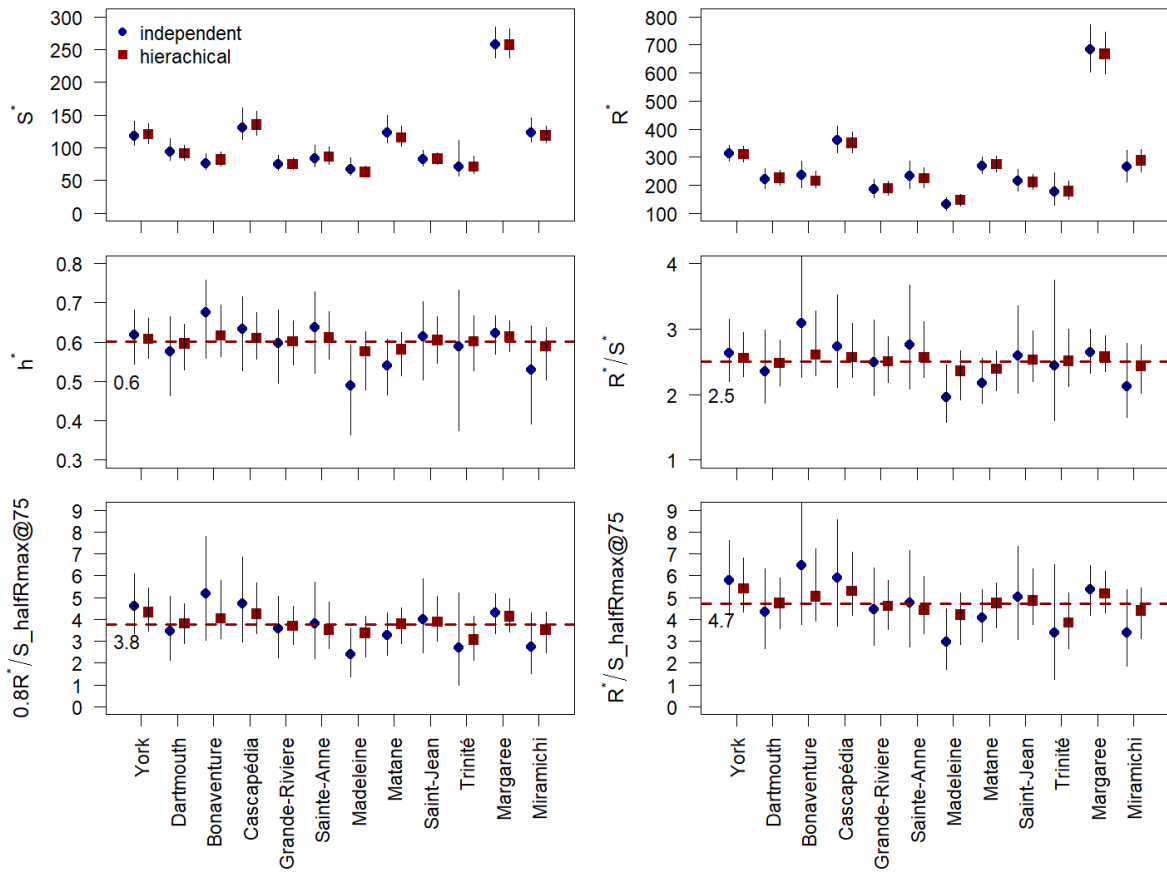 300
250
200
150
100
50
0
S*
independent
hierachical
800
700
600
500
400
300
200
100
R*
0.8
0.7
0.6
0.5
0.4
0.3
h*
0.6
4
3
2
1
R*/S*
2.5
9
8
7
6
5
4
3
2
1
0
0.8R*/S_halfRmax@75
3.8
9
8
7
6
5
4
3
2
1
0
R*/S_halfRmax@75
4.7
York
Dartmouth
Bonaventure
Cascapédia
Grande-Riviere
Sainte-Anne
Madeleine
Matane
Saint-Jean
Trinité
Margaree
Miramichi
York
Dartmouth
Bonaventure
Cascapédia
Grande-Riviere
Sainte-Anne
Madeleine
Matane
Saint-Jean
Trinité
Margaree
Miramichi